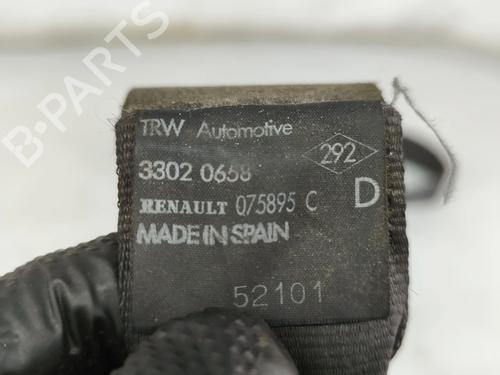 TRW Automotive
292
3302 0658
RENAULT 075895 C
D
MADE IN SPAIN
52101
B-PARTS